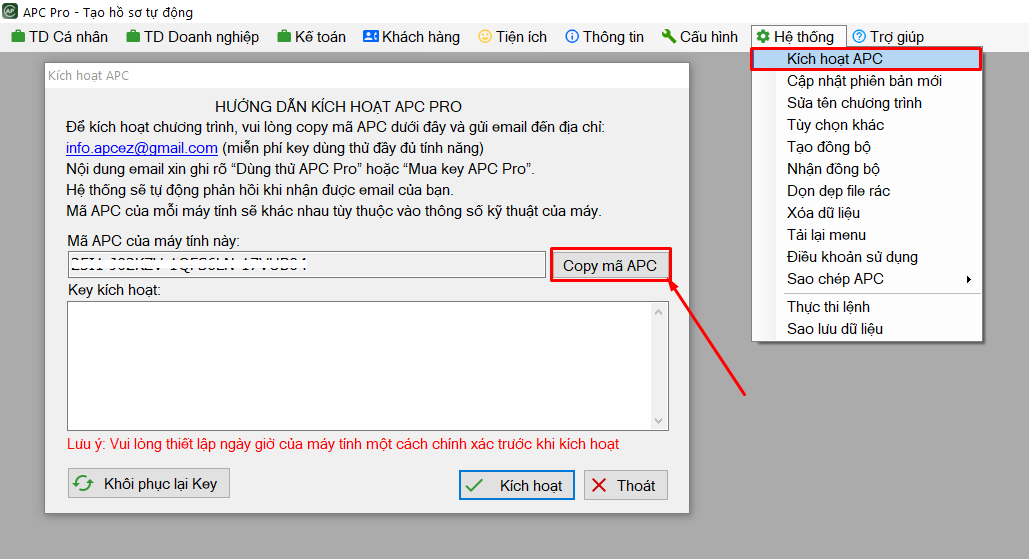 APC Pro - Tạo hồ sơ tự động
TD Cá nhân TD Doanh nghiệp Kế toán Khách hàng Tiện ích Thông tin Cấu hình Hệ thống Trợ giúp
Kích hoạt APC
Cập nhật phiên bản mới
Sửa tên chương trình
Tùy chọn khác
Tạo đồng bộ
Nhận đồng bộ
Dọn dẹp file rác
Xóa dữ liệu
Tải lại menu
Điều khoản sử dụng
Sao chép APC
Thực thi lệnh
Sao lưu dữ liệu
Kích hoạt APC
HƯỚNG DẪN KÍCH HOẠT APC PRO
Để kích hoạt chương trình, vui lòng copy mã APC dưới đây và gửi email đến địa chỉ:
info.apcez@gmail.com (miễn phí key dùng thử đầy đủ tính năng)
Nội dung email xin ghi rõ “Dùng thử APC Pro” hoặc “Mua key APC Pro”.
Hệ thống sẽ tự động phản hồi khi nhận được email của bạn.
Mã APC của mỗi máy tính sẽ khác nhau tùy thuộc vào thông số kỹ thuật của máy.
Mã APC của máy tính này:
Copy mã APC
Key kích hoạt:
Lưu ý: Vui lòng thiết lập ngày giờ của máy tính một cách chính xác trước khi kích hoạt
Khôi phục lại Key Kích hoạt Thoát